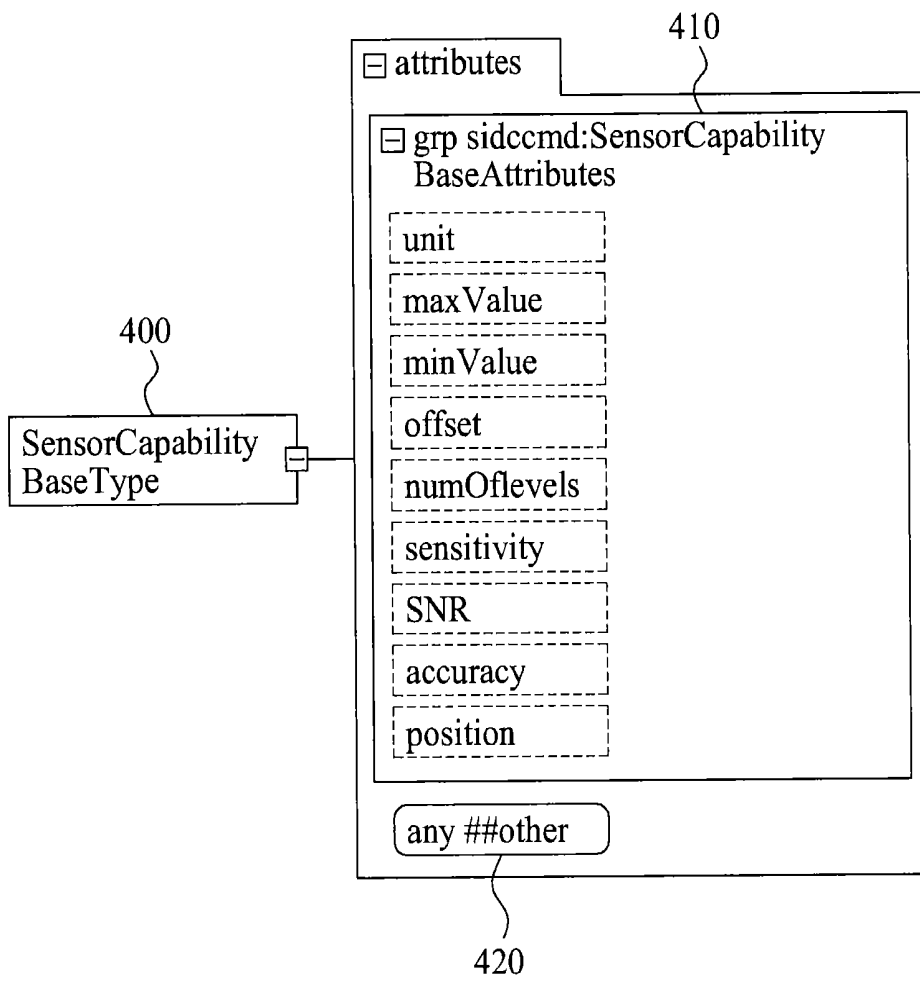 410
attributes
grp sidccmd:SensorCapability
BaseAttributes
unit
maxValue
minValue
offset
numOflevels
sensitivity
SNR
accuracy
position
400
SensorCapability
BaseType
any ##other
420